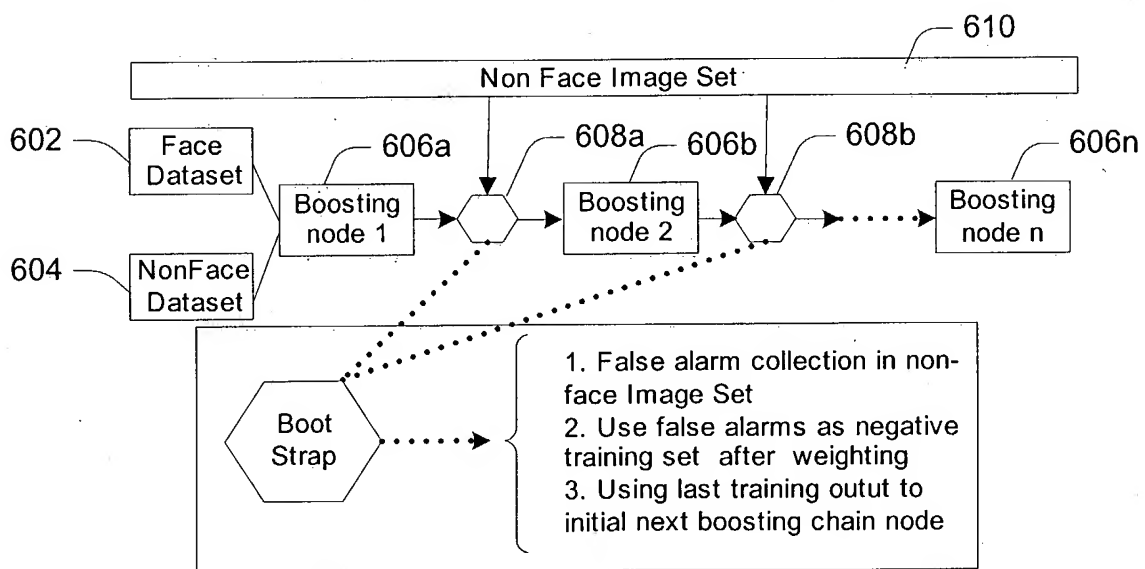 610
Non Face Image Set
602
Face
Dataset
606a
608a
606b
608b
606n
Boosting
node 1
Boosting
node 2
Boosting
node n
604
NonFace
Dataset
Boot
Strap
1. False alarm collection in non-
face Image Set
2. Use false alarms as negative
training set after weighting
3. Using last training outut to
initial next boosting chain node